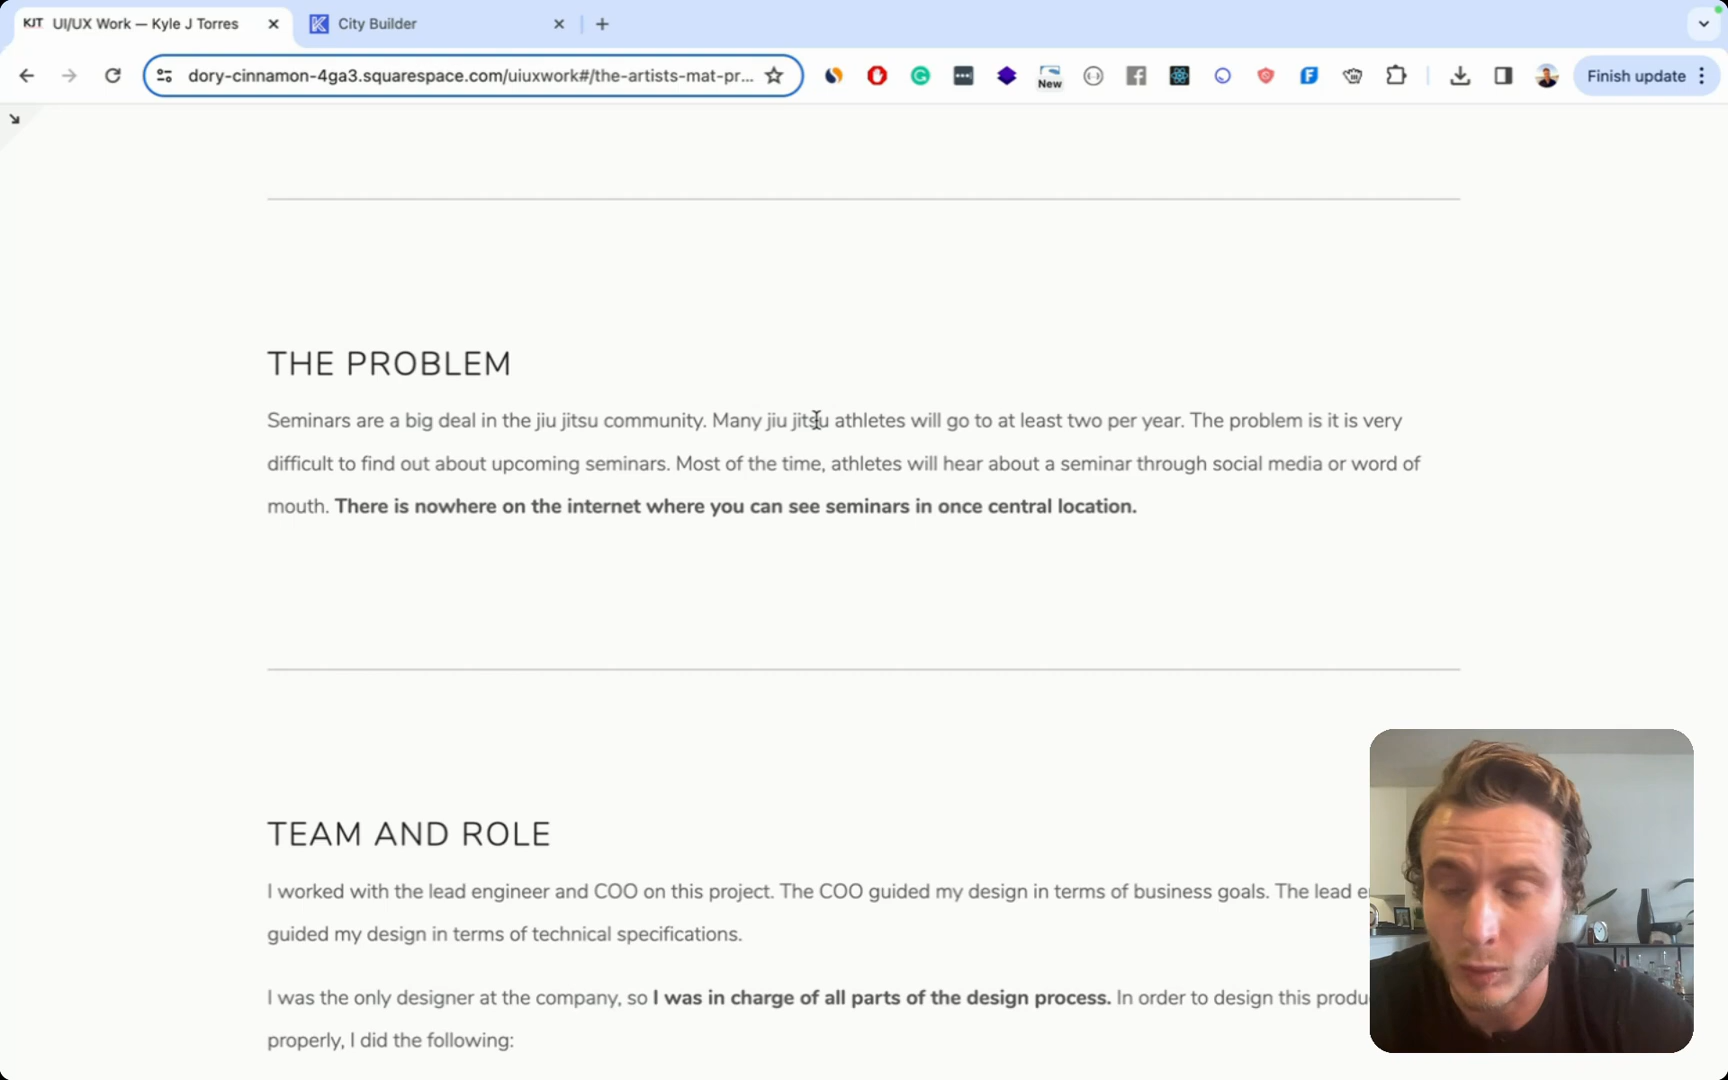 KJT UI/UX Work — Kyle J Torres
City Builder
dory-cinnamon-4ga3.squarespace.com/uiuxwork#/the-artists-mat-pr...
New
Finish update
THE PROBLEM
Seminars are a big deal in the jiu jitsu community. Many jiu jitsu athletes will go to at least two per year. The problem is it is very
difficult to find out about upcoming seminars. Most of the time, athletes will hear about a seminar through social media or word of
mouth. There is nowhere on the internet where you can see seminars in once central location.
TEAM AND ROLE
I worked with the lead engineer and COO on this project. The COO guided my design in terms of business goals. The lead
guided my design in terms of technical specifications.
I was the only designer at the company, so I was in charge of all parts of the design process. In order to design this
properly, I did the following: